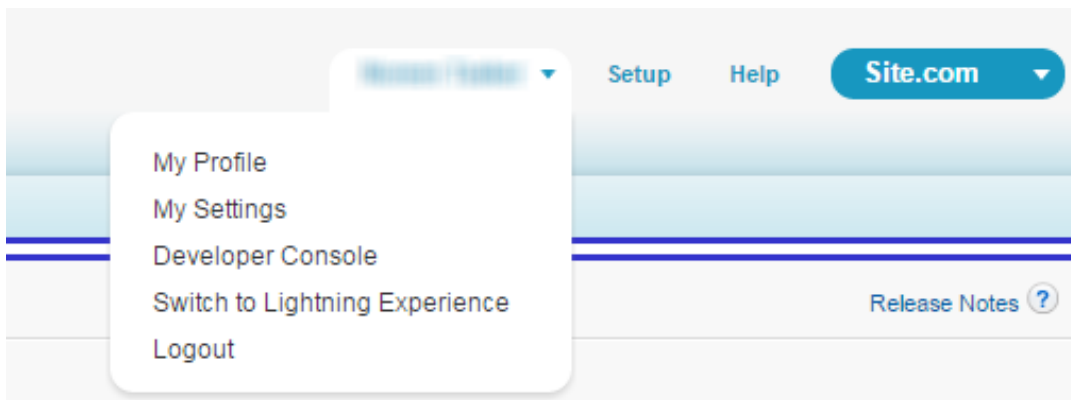 Setup Help Site.com
My Profile
My Settings
Developer Console
Switch to Lightning Experience
Release Notes ?
Logout